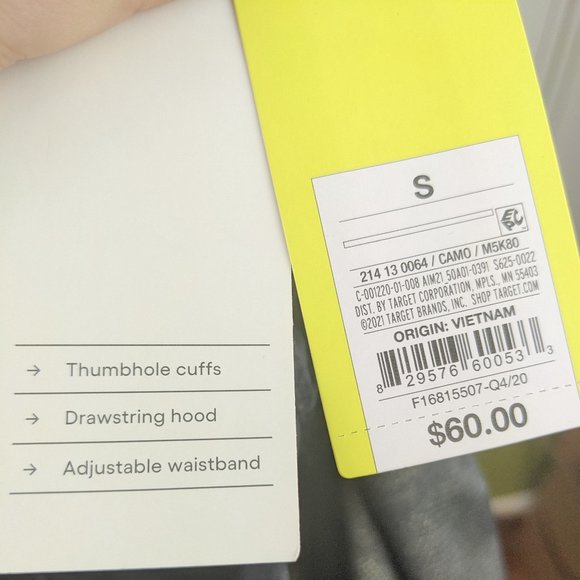 → Thumbhole cuffs
→ Drawstring hood
→ Adjustable waistband
S
214 13 0064 / CAMO / M5K80
C-001220-01-008 AIM21_50A01-0391 S625-0022
DIST. BY TARGET CORPORATION, MPLS., MN 55403
©2021 TARGET BRANDS, INC. SHOP TARGET.COM
ORIGIN: VIETNAM
8 29576 60053 3
F16815507-Q4/20
$60.00